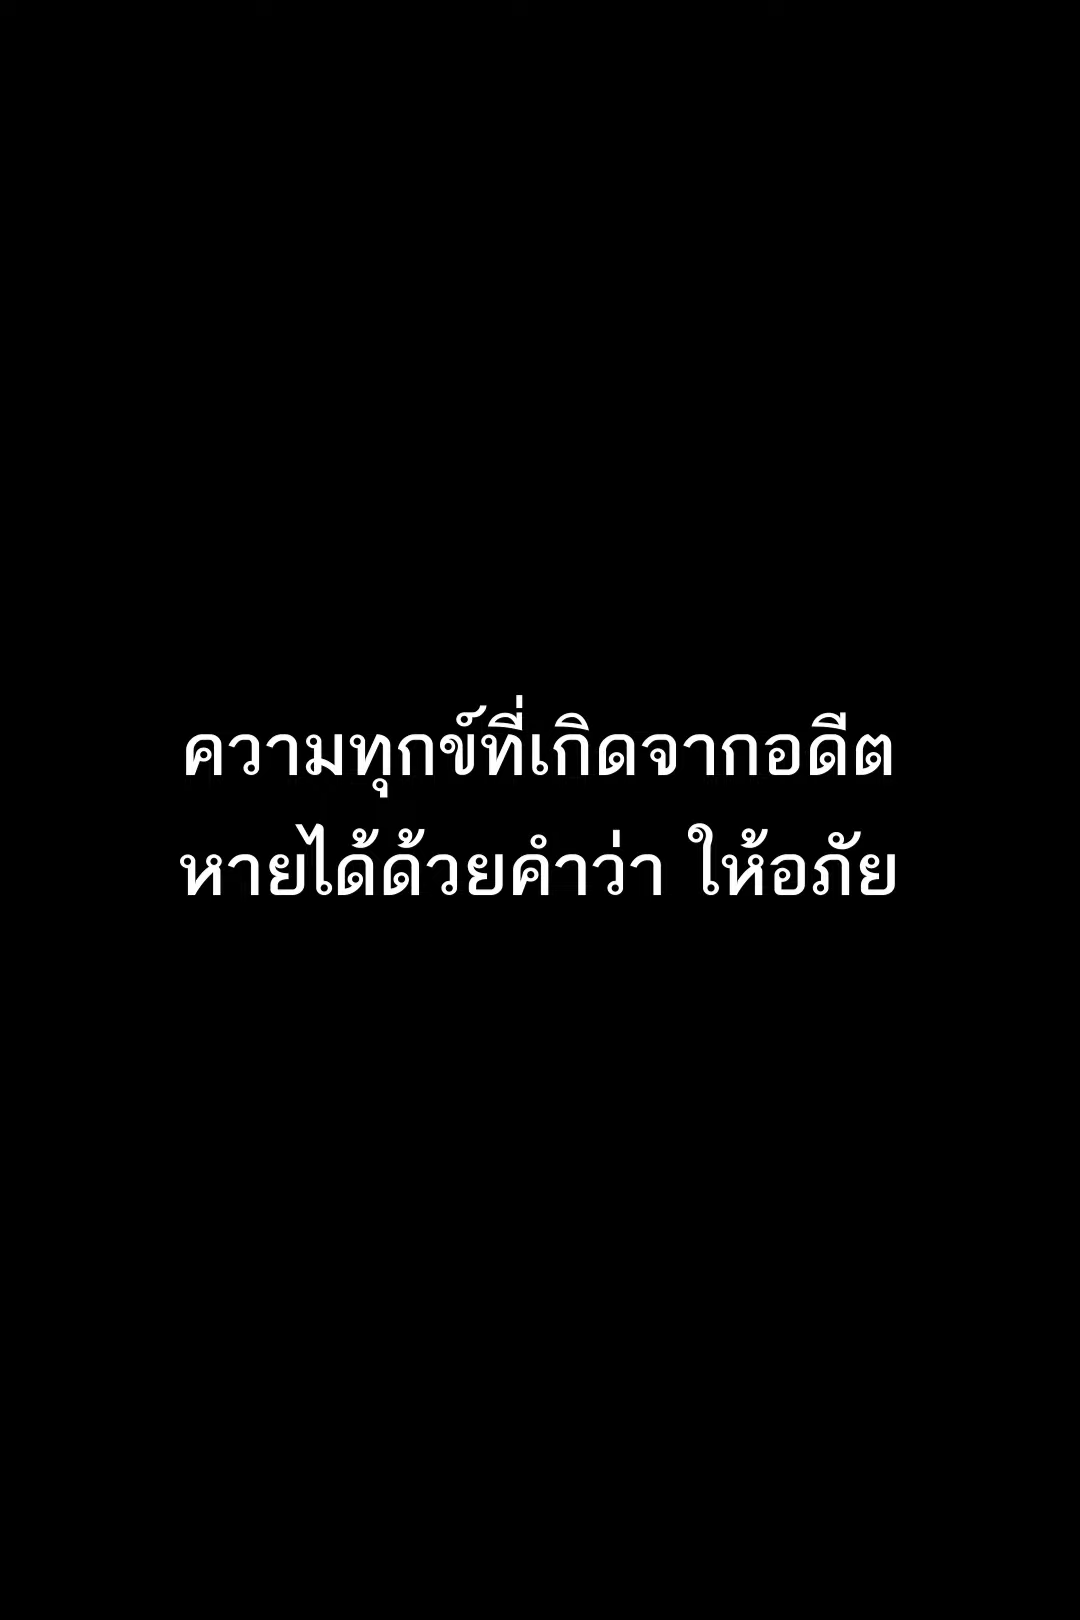 ความทุกข์ที่เกิดจากอดีต
หายได้ด้วยคำว่า ให้อภัย